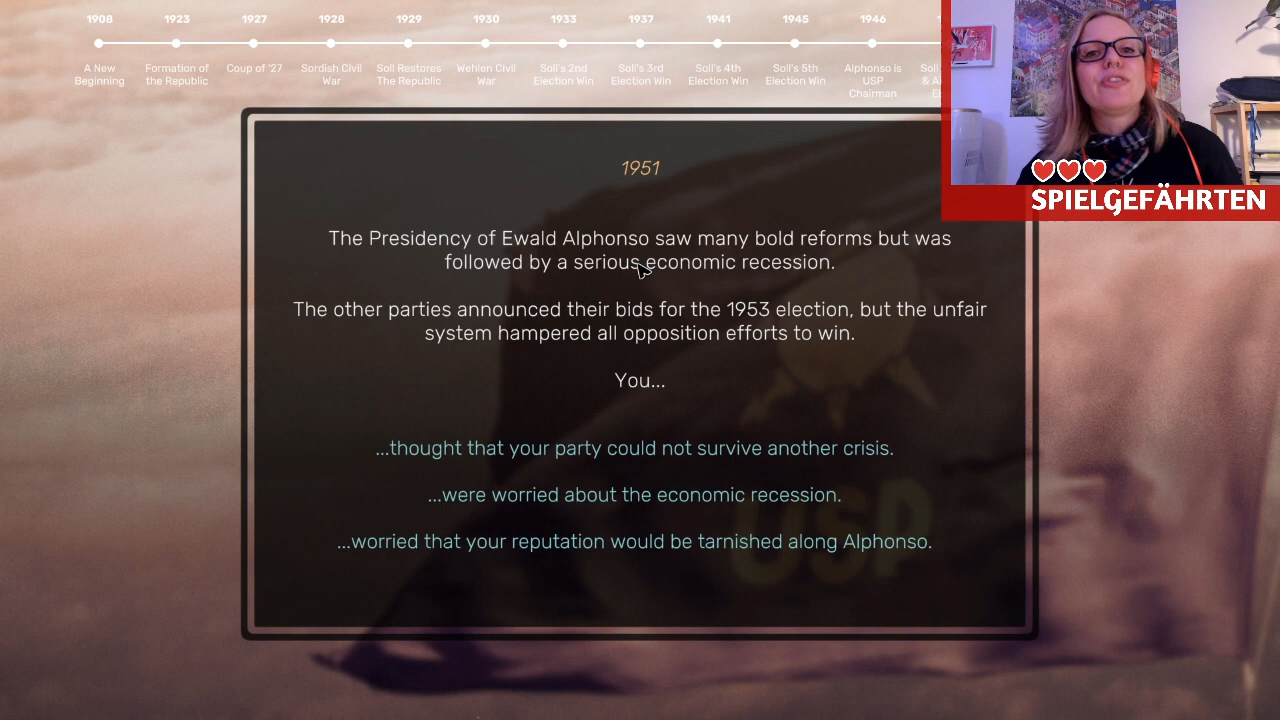 1908 1923 1927 1928 1929 1930 1933 1937 1941 1945 1946
A New Formation of Coup of '27 Sordish Civil Soll Restores Wehlen Civil Soll's 2nd Soll's 3rd Soll's 4th Soll's 5th Alphonso is Soll
Beginning the Republic War The Republic War Election Win Election Win Election Win Election Win USP
Chairman
SPIELGEFÄHRTEN
1951
The Presidency of Ewald Alphonso saw many bold reforms but was
followed by a serious economic recession.
The other parties announced their bids for the 1953 election, but the unfair
system hampered all opposition efforts to win.
You...
...thought that your party could not survive another crisis.
...were worried about the economic recession.
...worried that your reputation would be tarnished along Alphonso.
USP